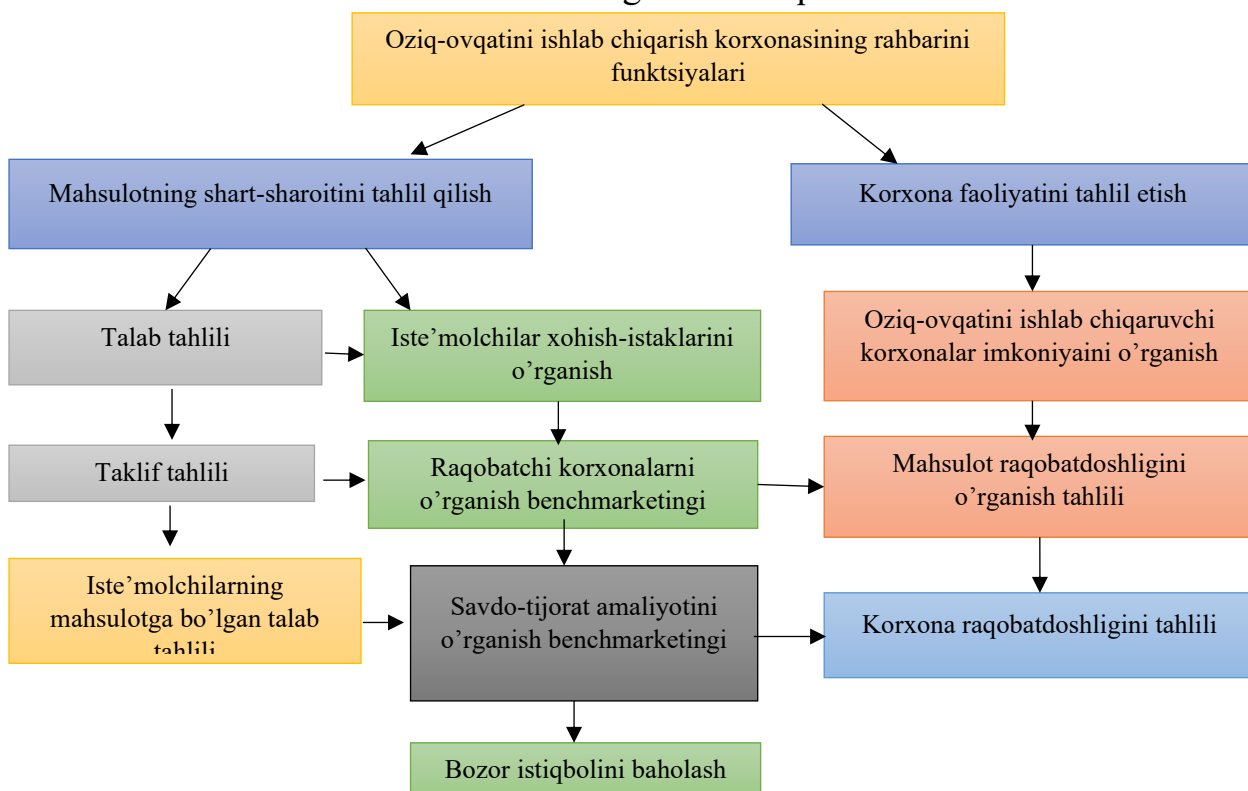 Oziq-ovqatini ishlab chiqarish korxonasining rahbarini
funktsiyalari
Mahsulotning shart-sharoitini tahlil qilish
Korxona faoliyatini tahlil etish
Talab tahlili
Iste’molchilar xohish-istaklarini
o’rganish
Oziq-ovqatini ishlab chiqaruvchi
korxonalar imkoniyaini o’rganish
Taklif tahlili
Raqobatchi korxonalarni
o’rganish benchmarketingi
Mahsulot raqobatdoshligini
o’rganish tahlili
Iste’molchilarning
mahsulotga bo’lgan talab
tahlili
Savdo-tijorat amaliyotini
o’rganish benchmarketingi
Korxona raqobatdoshligini tahlili
Bozor istiqbolini baholash